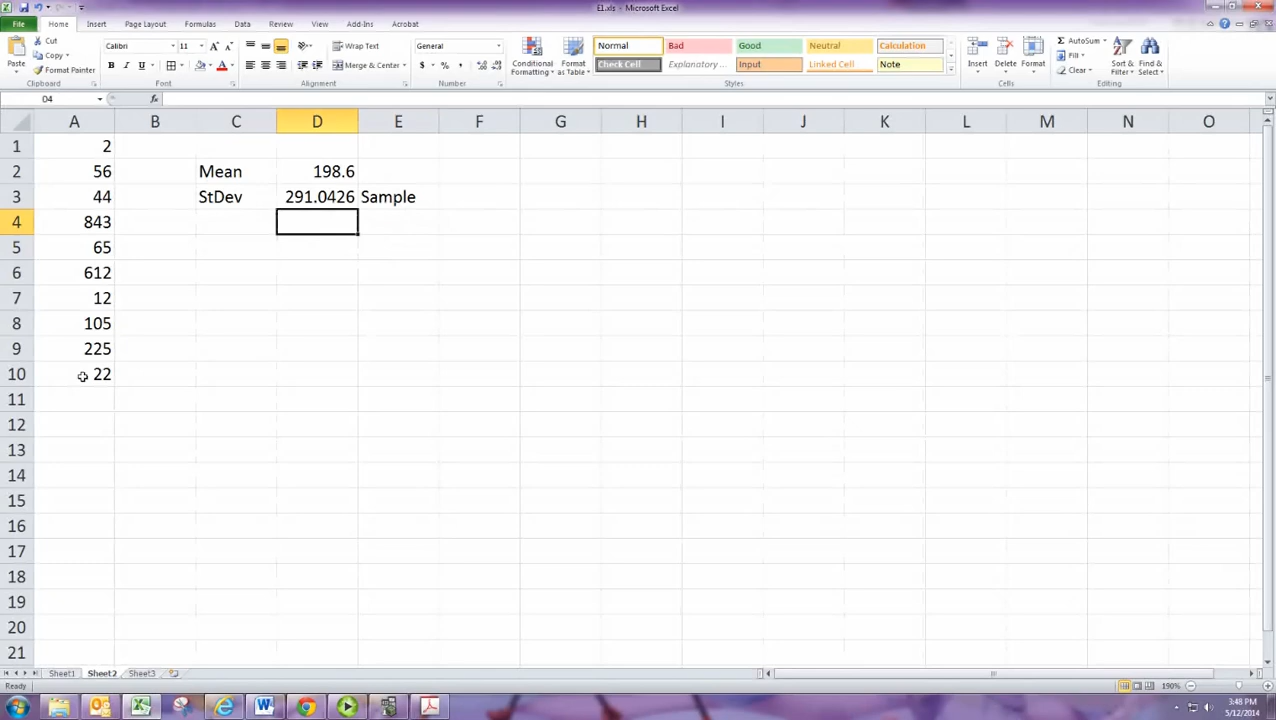 E1.xls - Microsoft Excel
File Home Insert Page Layout Formulas Data Review View Add-Ins Acrobat
Cut
Copy
Format Painter
Paste
Clipboard
Calibri 11
B I U
Font
Wrap Text
Merge & Center
Alignment
General
$ % ,
Number
Conditional Formatting
Format as Table
Normal Bad Good Neutral Calculation
Check Cell Explanatory ... Input Linked Cell Note
Styles
Insert Delete Format
Cells
AutoSum
Fill
Clear
Sort & Filter
Find & Select
Editing
D4 fx
A B C D E F G H I J K L M N O
1 2
2 56 Mean 198.6
3 44 StDev 291.0426 Sample
4 843
5 65
6 612
7 12
8 105
9 225
10 22
11
12
13
14
15
16
17
18
19
20
21
Sheet1 Sheet2 Sheet3
Ready 190%
3:48 PM
5/12/2014